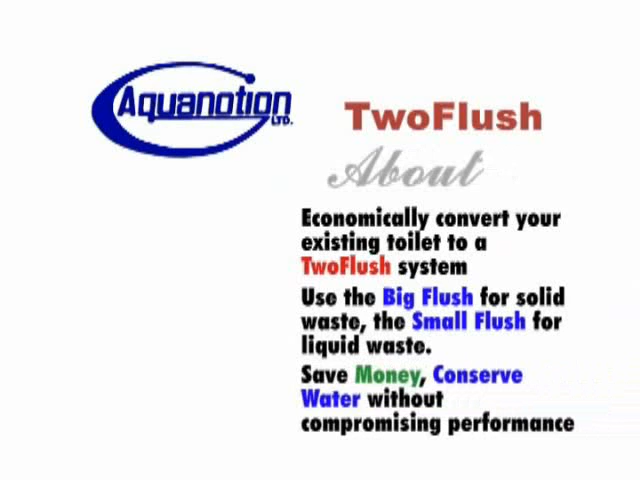 Aquanotion
LTD.
TwoFlush
About
Economically convert your
existing toilet to a
TwoFlush system
Use the Big Flush for solid
waste, the Small Flush for
liquid waste.
Save Money, Conserve
Water without
compromising performance